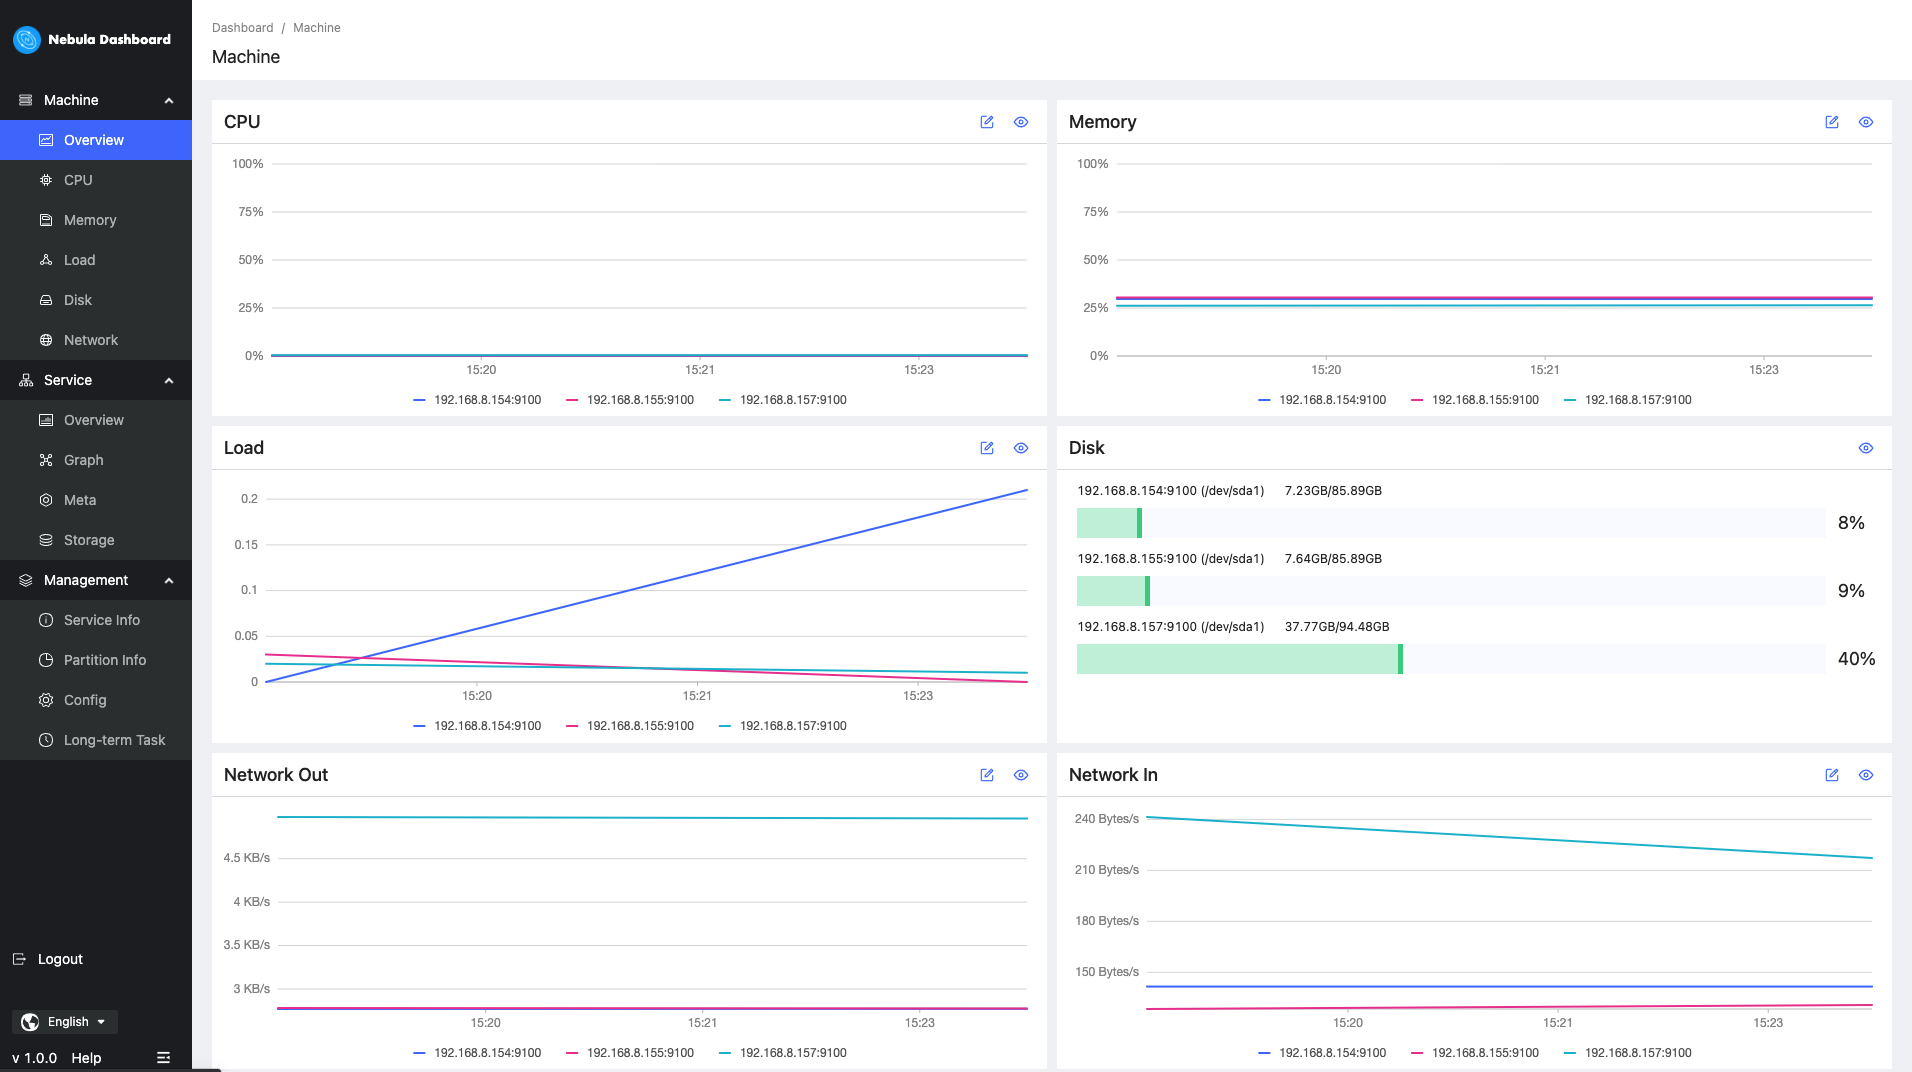 Nebula Dashboard
Machine
Overview
CPU
Memory
Load
Disk
Network
Service
Overview
Graph
Meta
Storage
Management
Service Info
Partition Info
Config
Long-term Task
Logout
English
v 1.0.0 Help
Dashboard / Machine
Machine
CPU
100%
75%
50%
25%
0%
15:20 15:21 15:23
192.168.8.154:9100 192.168.8.155:9100 192.168.8.157:9100
Memory
100%
75%
50%
25%
0%
15:20 15:21 15:23
192.168.8.154:9100 192.168.8.155:9100 192.168.8.157:9100
Load
0.2
0.15
0.1
0.05
0
15:20 15:21 15:23
192.168.8.154:9100 192.168.8.155:9100 192.168.8.157:9100
Disk
192.168.8.154:9100 (/dev/sda1) 7.23GB/85.89GB
8%
192.168.8.155:9100 (/dev/sda1) 7.64GB/85.89GB
9%
192.168.8.157:9100 (/dev/sda1) 37.77GB/94.48GB
40%
Network Out
4.5 KB/s
4 KB/s
3.5 KB/s
3 KB/s
15:20 15:21 15:23
192.168.8.154:9100 192.168.8.155:9100 192.168.8.157:9100
Network In
240 Bytes/s
210 Bytes/s
180 Bytes/s
150 Bytes/s
15:20 15:21 15:23
192.168.8.154:9100 192.168.8.155:9100 192.168.8.157:9100